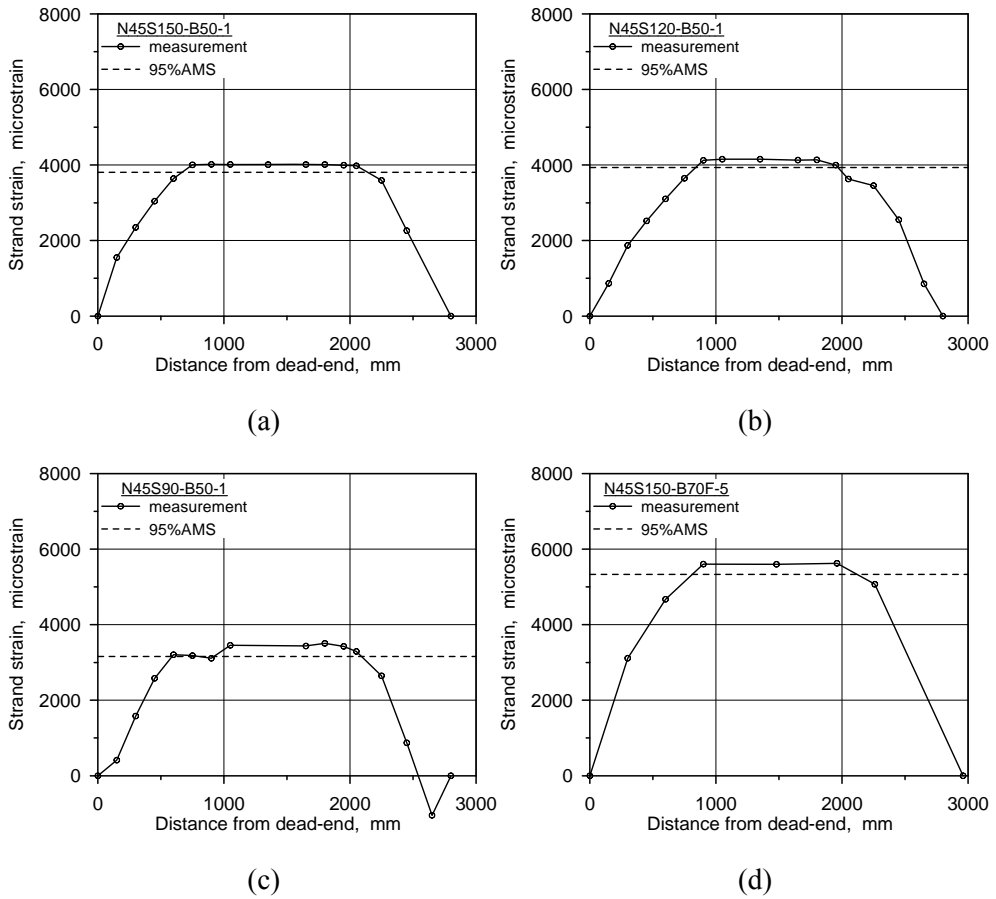 N45S150-B50-1
measurement
95%AMS
8000
6000
4000
2000
0
0 1000 2000 3000
Strand strain, microstrain
Distance from dead-end, mm
(a)
N45S120-B50-1
measurement
95%AMS
8000
6000
4000
2000
0
0 1000 2000 3000
Strand strain, microstrain
Distance from dead-end, mm
(b)
N45S90-B50-1
measurement
95%AMS
8000
6000
4000
2000
0
0 1000 2000 3000
Strand strain, microstrain
Distance from dead-end, mm
(c)
N45S150-B70F-5
measurement
95%AMS
8000
6000
4000
2000
0
0 1000 2000 3000
Strand strain, microstrain
Distance from dead-end, mm
(d)